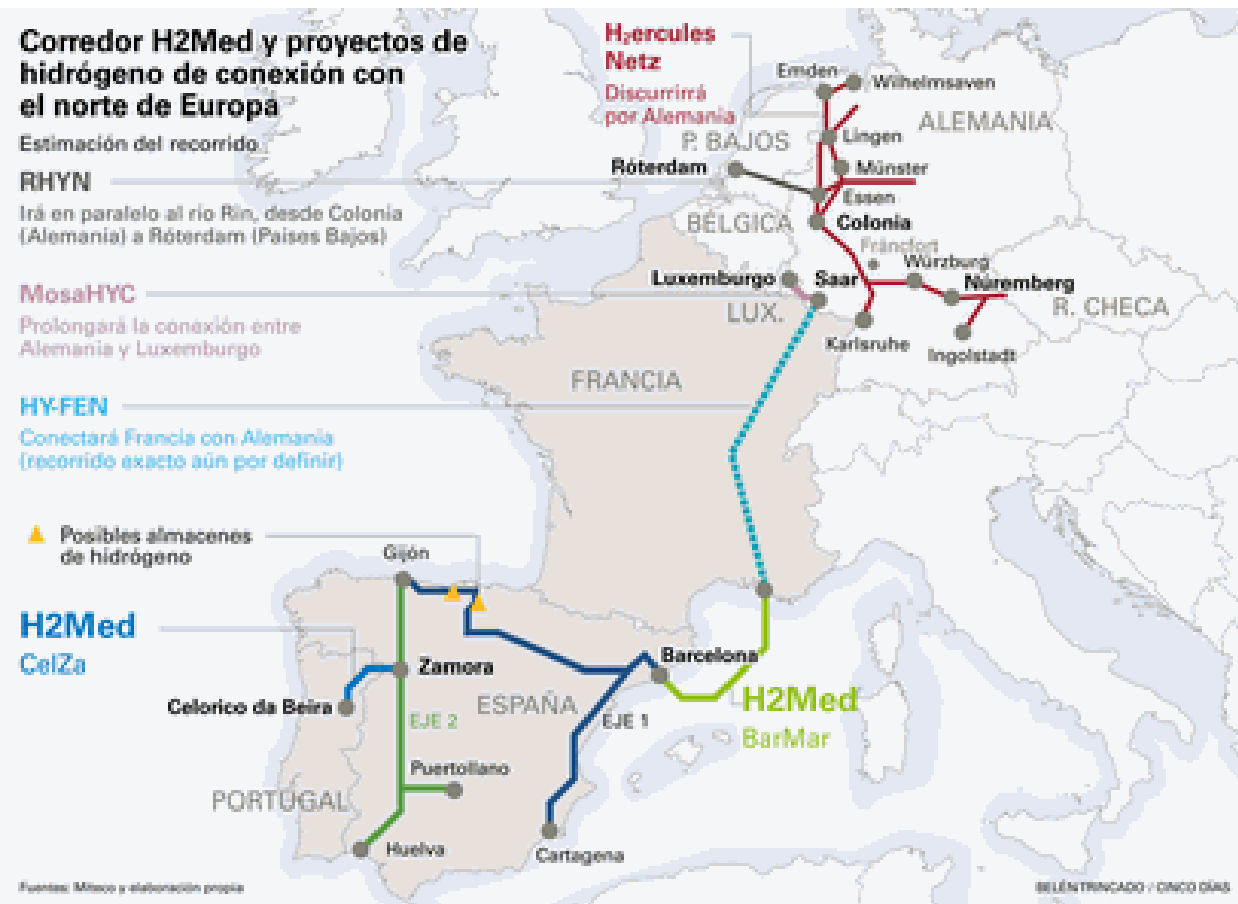 Corredor H2Med y proyectos de
hidrógeno de conexión con
el norte de Europa
Estimación del recorrido
RHYN
Irá en paralelo al río Rin, desde Colonia
(Alemania) a Róterdam (Países Bajos)
MosaHYC
Prolongará la conexión entre
Alemania y Luxemburgo
HY-FEN
Conectará Francia con Alemania
(recorrido exacto aún por definir)
Posibles almacenes
de hidrógeno
H2Med
CelZa
H₂ercules
Netz
Discurrirá
por Alemania
Emden
Wilhelmsaven
ALEMANIA
P. BAJOS
Lingen
Róterdam
Münster
Essen
BÉLGICA
Colonia
Fráncfort
Würzburg
Luxemburgo
Saar
Núremberg
LUX.
R. CHECA
Karlsruhe
Ingolstadt
FRANCIA
Gijón
Zamora
Barcelona
Celorico da Beira
ESPAÑA
EJE 2
EJE 1
H2Med
BarMar
Puertollano
PORTUGAL
Huelva
Cartagena
Fuentes: Miteco y elaboración propia
BELÉN TRINCADO / CINCO DÍAS